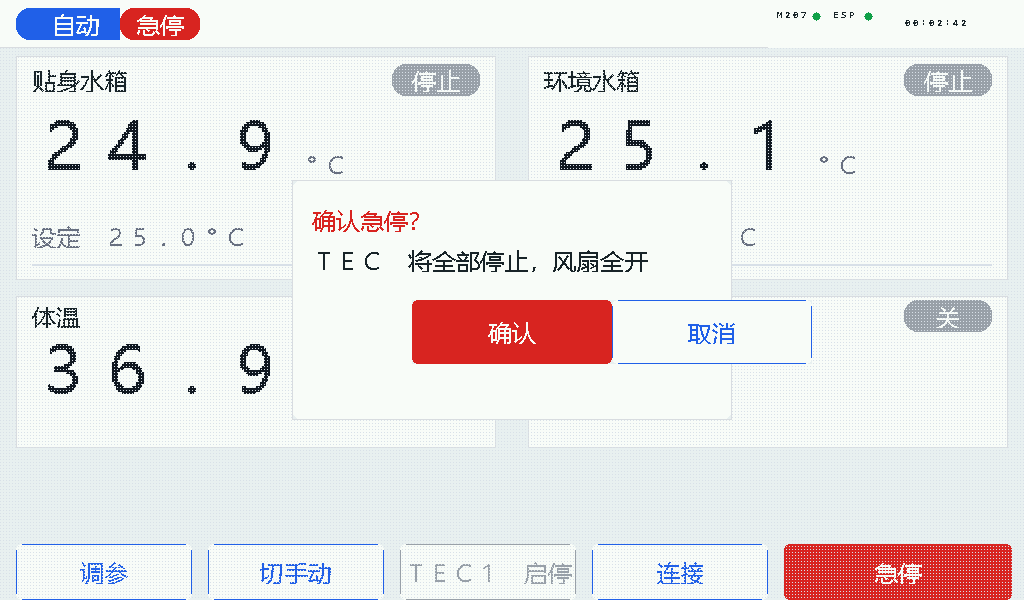 自动 急停 M207 ESP 00:02:42
贴身水箱 停止
24.9 °C
设定 25.0°C
环境水箱 停止
25.1 °C
C
体温
36.9
关
确认急停?
TEC 将全部停止，风扇全开
确认 取消
调参 切手动 TEC1 启停 连接 急停